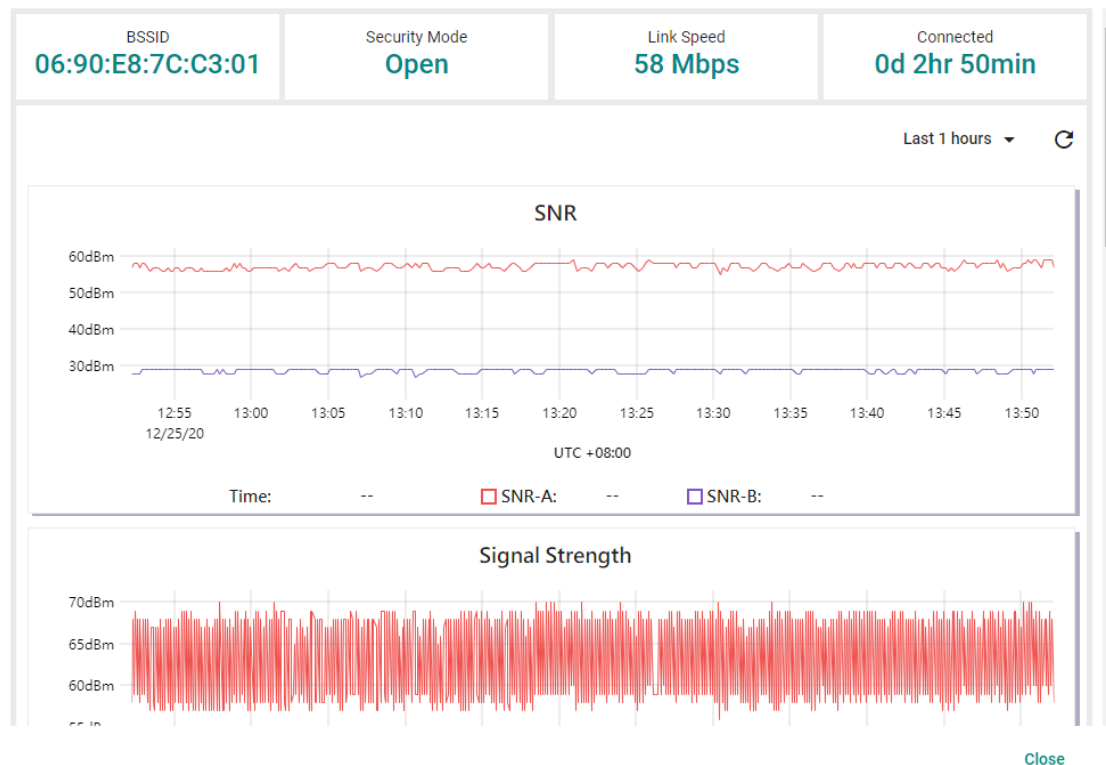 BSSID
06:90:E8:7C:C3:01
Security Mode
Open
Link Speed
58 Mbps
Connected
0d 2hr 50min
Last 1 hours
SNR
60dBm
50dBm
40dBm
30dBm
12:55 13:00 13:05 13:10 13:15 13:20 13:25 13:30 13:35 13:40 13:45 13:50
12/25/20
UTC +08:00
Time: -- SNR-A: -- SNR-B: --
Signal Strength
70dBm
65dBm
60dBm
Close